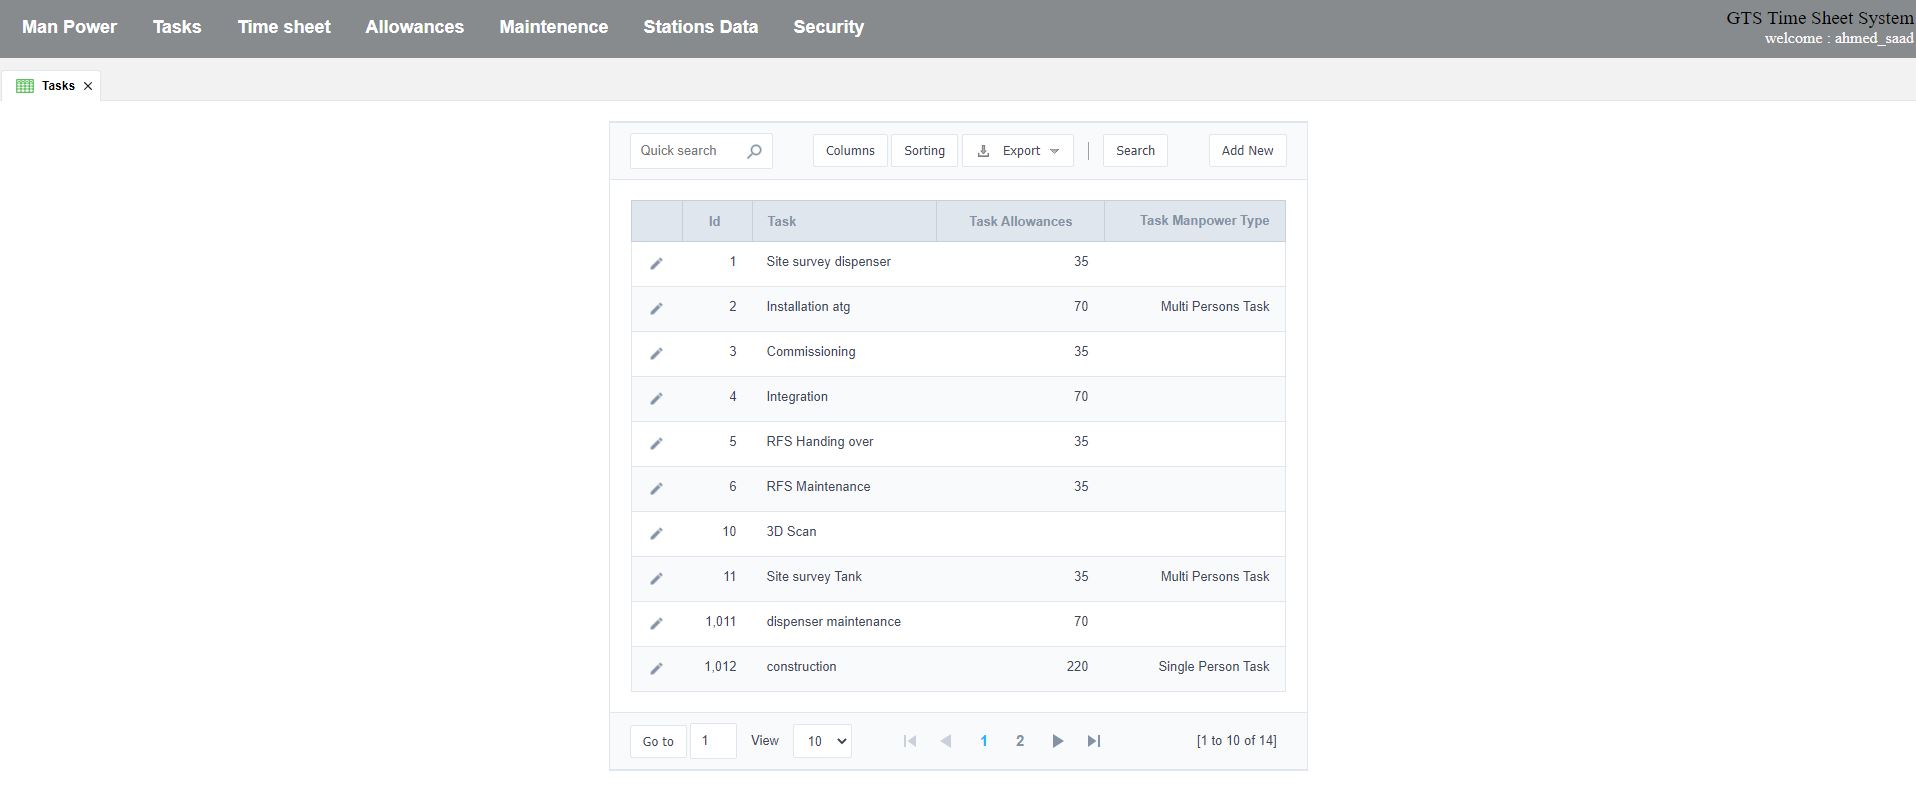 Man Power Tasks Time sheet Allowances Maintenence Stations Data Security
GTS Time Sheet System
welcome : ahmed_saad
Tasks
Quick search Columns Sorting Export Search Add New
Id Task Task Allowances Task Manpower Type
1 Site survey dispenser 35
2 Installation atg 70 Multi Persons Task
3 Commissioning 35
4 Integration 70
5 RFS Handing over 35
6 RFS Maintenance 35
10 3D Scan
11 Site survey Tank 35 Multi Persons Task
1,011 dispenser maintenance 70
1,012 construction 220 Single Person Task
Go to 1 View 10 1 2 [1 to 10 of 14]